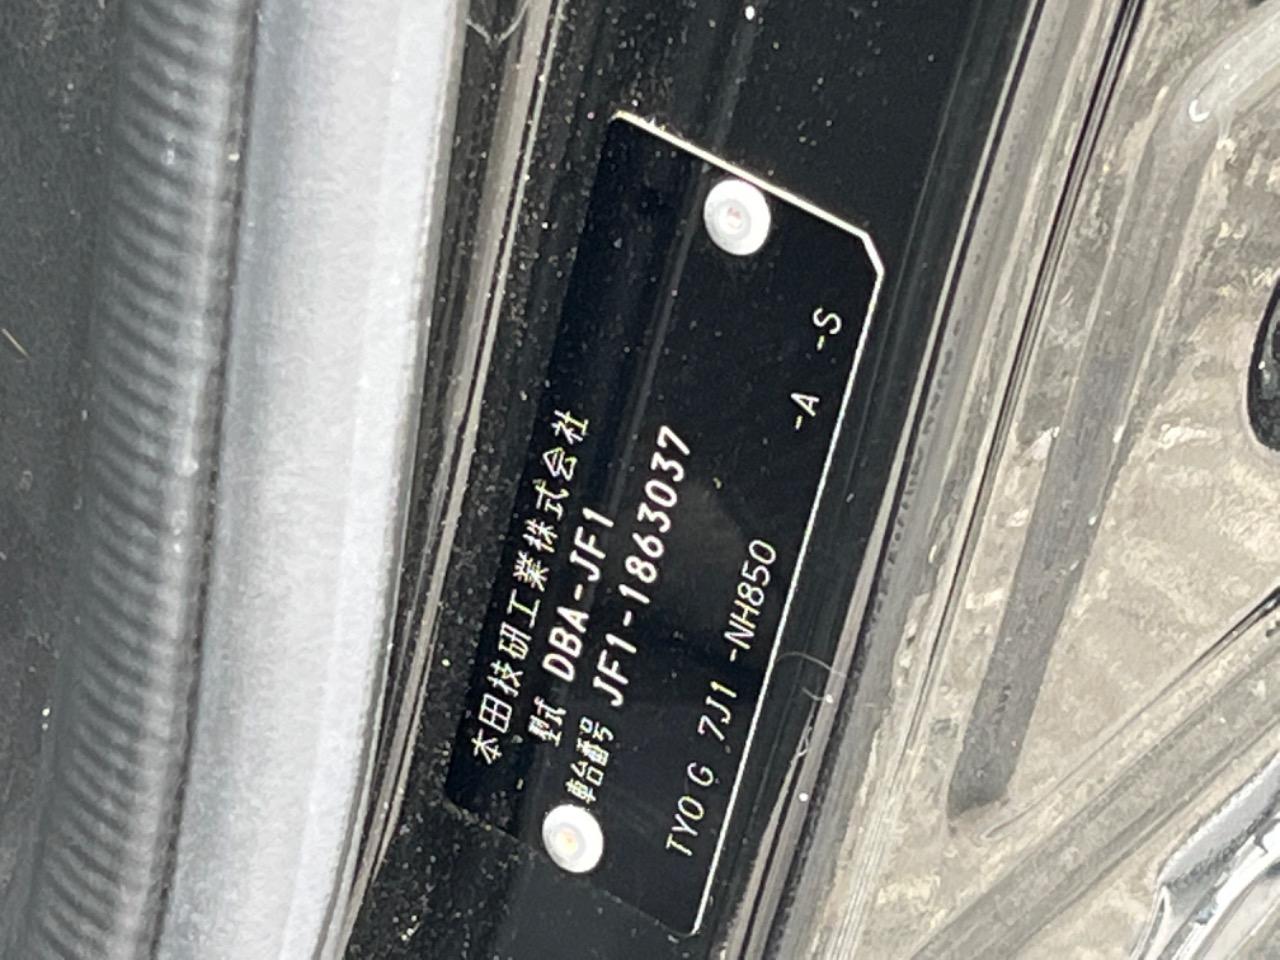 本田技研工業株式会社
型式 DBA-JF1
車台番号 JF1-1863037
TY0 G 7J1 -NH850 -A -S